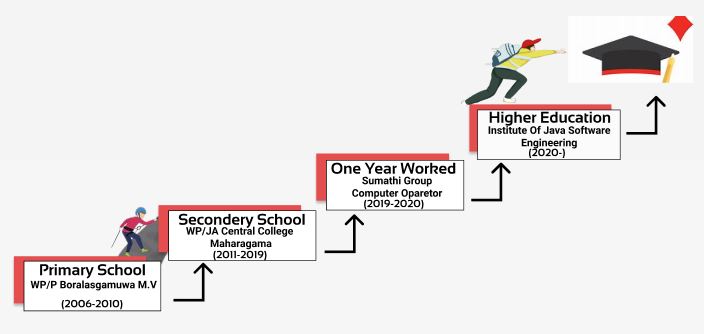 Higher Education
Institute Of Java Software
Engineering
(2020-)
One Year Worked
Sumathi Group
Computer Oparetor
(2019-2020)
Secondery School
WP/JA Central College
Maharagama
(2011-2019)
Primary School
WP/P Boralasgamuwa M.V
(2006-2010)